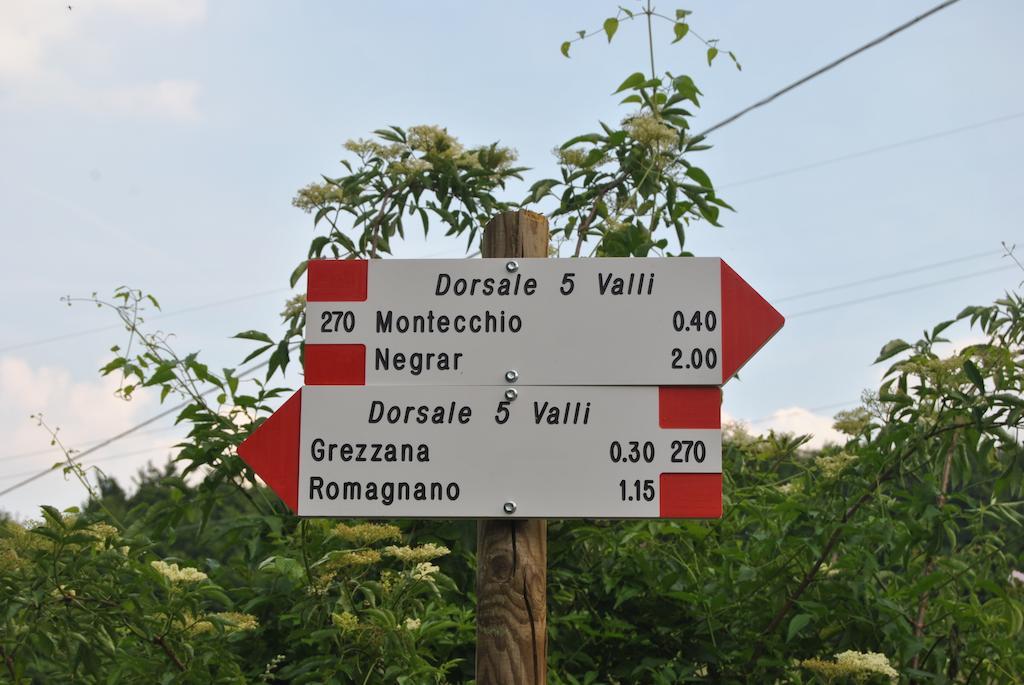 Dorsale 5 Valli
270 Montecchio 0.40
Negrar 2.00
Dorsale 5 Valli
Grezzana 0.30 270
Romagnano 1.15